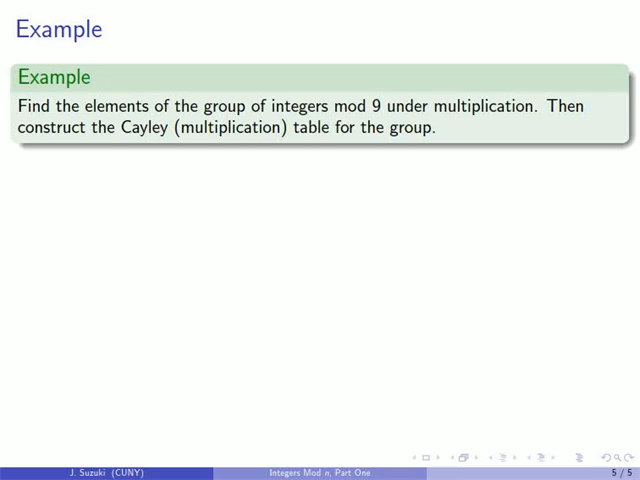 Example
Example
Find the elements of the group of integers mod 9 under multiplication. Then
construct the Cayley (multiplication) table for the group.
J. Suzuki (CUNY)
Integers Mod n, Part One
5 / 5